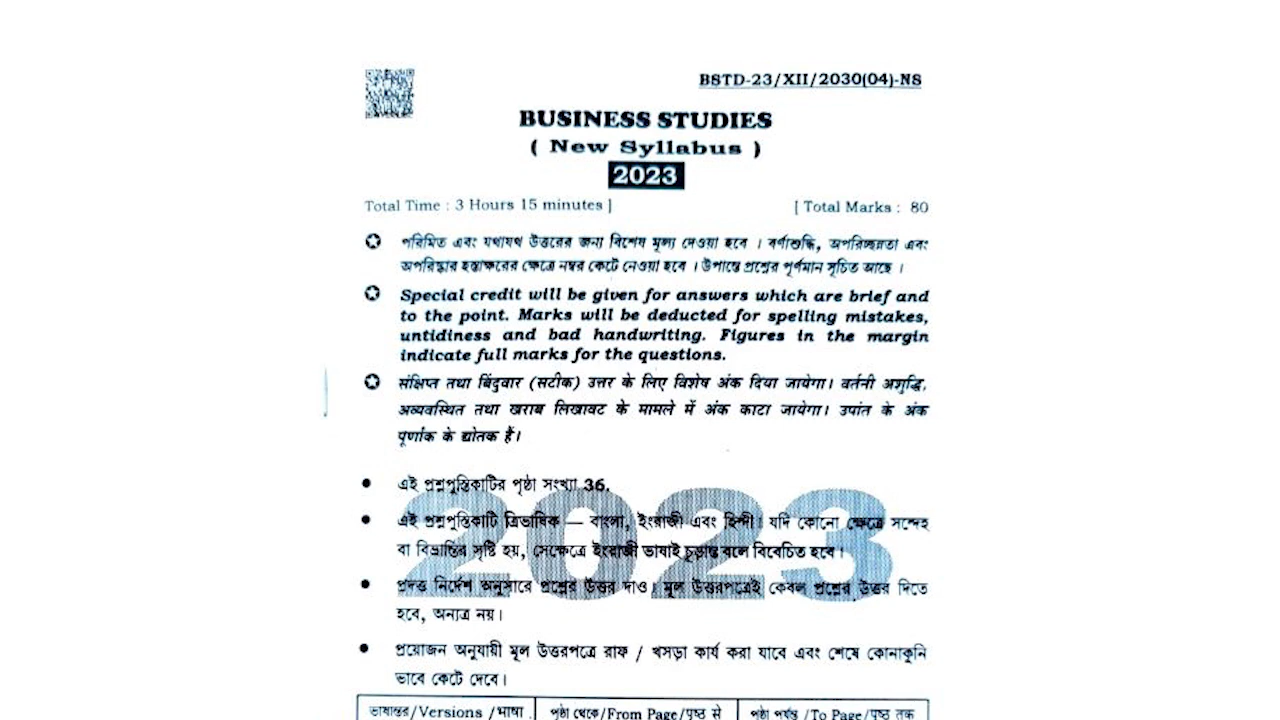 BSTD-23/XII/2030(04)-NS
BUSINESS STUDIES
( New Syllabus )
2023
Total Time : 3 Hours 15 minutes ] [ Total Marks : 80
পরিমিত এবং যথাযথ উত্তরের জন্য বিশেষ মূল্য দেওয়া হবে । বর্ণাশুদ্ধি, অপরিচ্ছন্নতা এবং
অপরিষ্কার হস্তাক্ষরের ক্ষেত্রে নম্বর কেটে নেওয়া হবে । উপান্তে প্রশ্নের পূর্ণমান সূচিত আছে ।
Special credit will be given for answers which are brief and
to the point. Marks will be deducted for spelling mistakes,
untidiness and bad handwriting. Figures in the margin
indicate full marks for the questions.
संक्षिप्त तथा बिंदुवार (सटीक) उत्तर के लिए विशेष अंक दिया जायेगा। वर्तनी अशुद्धि,
अव्यवस्थित तथा खराब लिखावट के मामले में अंक काटा जायेगा। उपांत के अंक
पूर्णांक के द्योतक हैं।
2023
এই প্রশ্নপুস্তিকাটির পৃষ্ঠা সংখ্যা 36.
এই প্রশ্নপুস্তিকাটি ত্রিভাষিক — বাংলা, ইংরাজী এবং হিন্দী। যদি কোনো ক্ষেত্রে সন্দেহ
বা বিভ্রান্তির সৃষ্টি হয়, সেক্ষেত্রে ইংরাজী ভাষাই চূড়ান্ত বলে বিবেচিত হবে।
প্রদত্ত নির্দেশ অনুসারে প্রশ্নের উত্তর দাও। মূল উত্তরপত্রেই কেবল প্রশ্নের উত্তর দিতে
হবে, অন্যত্র নয়।
প্রয়োজন অনুযায়ী মূল উত্তরপত্রে রাফ / খসড়া কার্য করা যাবে এবং শেষে কোনাকুনি
ভাবে কেটে দেবে।
ভাষান্তর/Versions /भाषा পৃষ্ঠা থেকে/From Page/पृष्ठ से পৃষ্ঠা পর্যন্ত /To Page/पृष्ठ तक